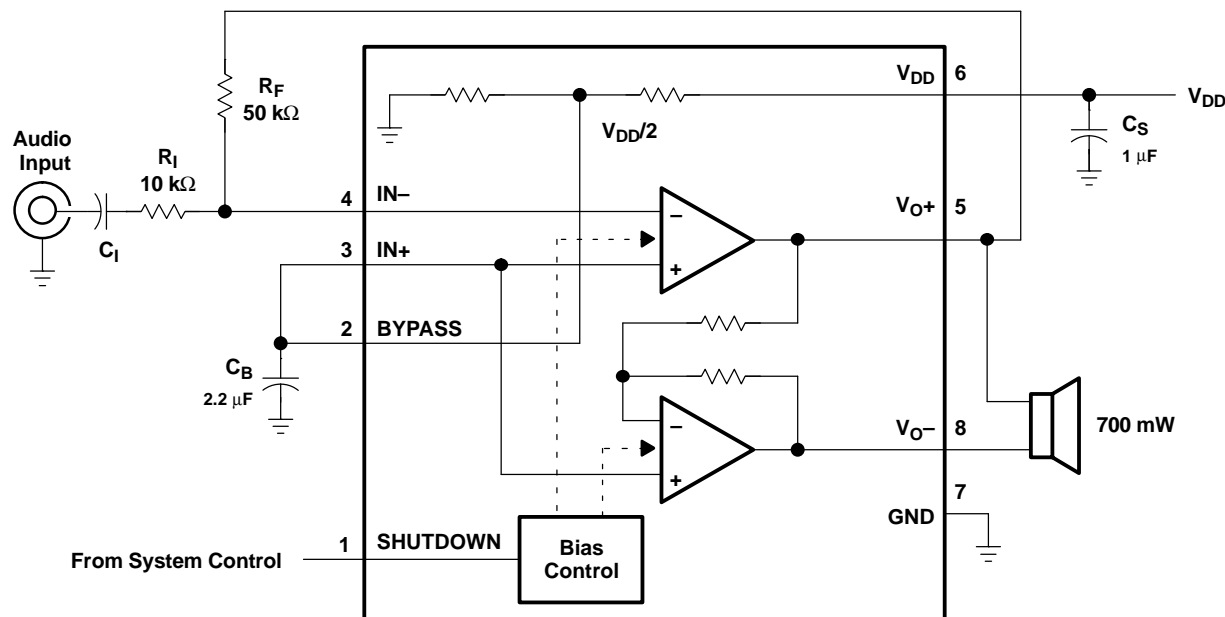 R_F
50 kΩ
V_DD
6
V_DD
V_DD/2
C_S
1 µF
Audio
Input
R_I
10 kΩ
C_I
4
IN−
V_O+
5
−
+
3
IN+
2
BYPASS
C_B
2.2 µF
−
+
V_O−
8
700 mW
7
GND
From System Control
1
SHUTDOWN
Bias
Control